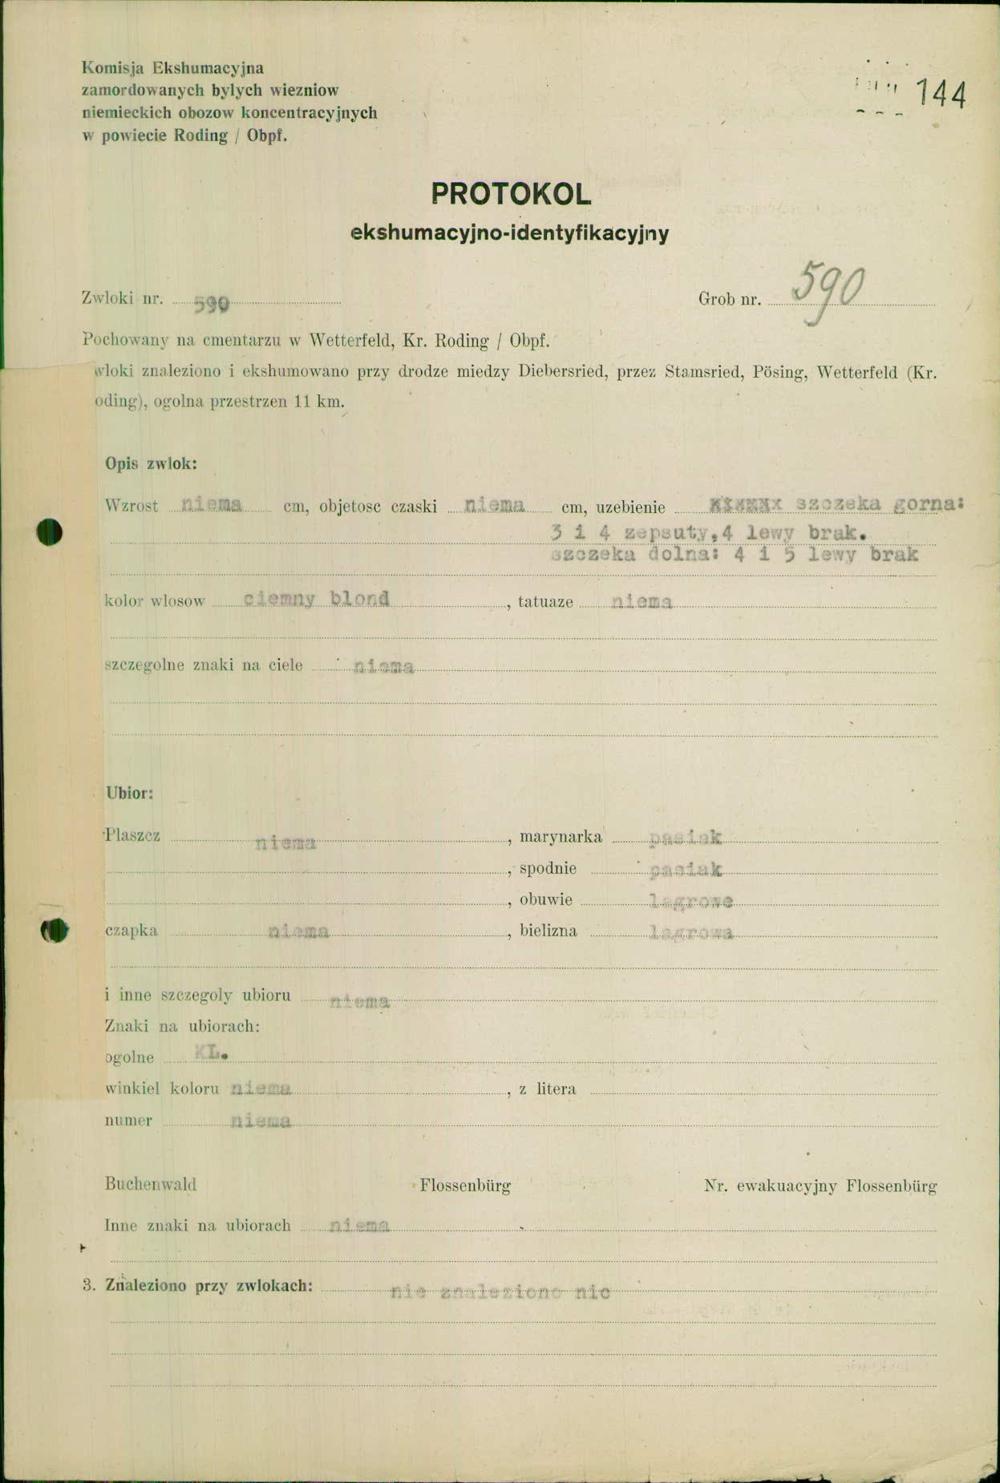 Komisja Ekshumacyjna
zamordowanych bylych wiezniow
niemieckich obozow koncentracyjnych
w powiecie Roding / Obpf.
144
PROTOKOL
ekshumacyjno-identyfikacyjny
Zwloki nr. 590 Grob nr. 590
Pochowany na cmentarzu w Wetterfeld, Kr. Roding / Obpf.
wloki znaleziono i ekshumowano przy drodze miedzy Diebersried, przez Stamsried, Pösing, Wetterfeld (Kr.
oding), ogolna przestrzen 11 km.
Opis zwlok:
Wzrost niema cm, objetosc czaski niema cm, uzebienie szczeka gorna:
3 i 4 zepsuty, 4 lewy brak.
szczeka dolna: 4 i 5 lewy brak
kolor wlosow ciemny blond, tatuaze niema
szczegolne znaki na ciele niema
Ubior:
Plaszcz niema, marynarka pasiak
, spodnie pasiak
, obuwie lagrowe
czapka niema, bielizna lagrowa
i inne szczegoly ubioru niema
Znaki na ubiorach:
ogolne KL.
winkiel koloru niema, z litera
numer niema
Buchenwald Flossenbürg Nr. ewakuacyjny Flossenbürg
Inne znaki na ubiorach niema
3. Znaleziono przy zwlokach: nie znaleziono nic